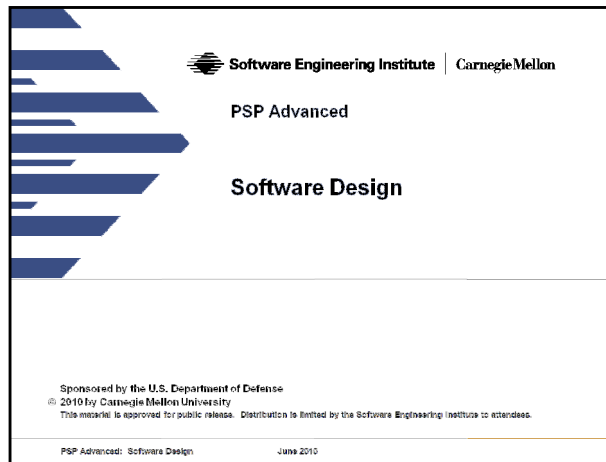 Software Engineering Institute | Carnegie Mellon
PSP Advanced
Software Design
Sponsored by the U.S. Department of Defense
© 2010 by Carnegie Mellon University
This material is approved for public release. Distribution is limited by the Software Engineering Institute to attendees.
PSP Advanced: Software Design June 2010